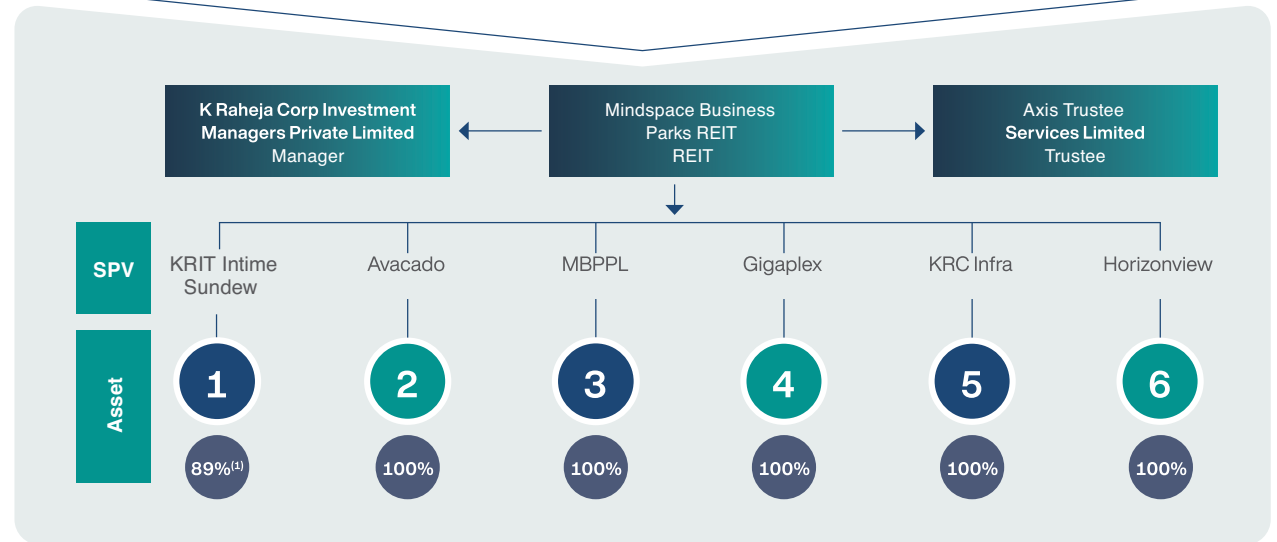 K Raheja Corp Investment
Managers Private Limited
Manager
Mindspace Business
Parks REIT
REIT
Axis Trustee
Services Limited
Trustee
SPV
KRIT Intime
Sundew
Avacado
MBPPL
Gigaplex
KRC Infra
Horizonview
Asset
1
2
3
4
5
6
89%(1)
100%
100%
100%
100%
100%